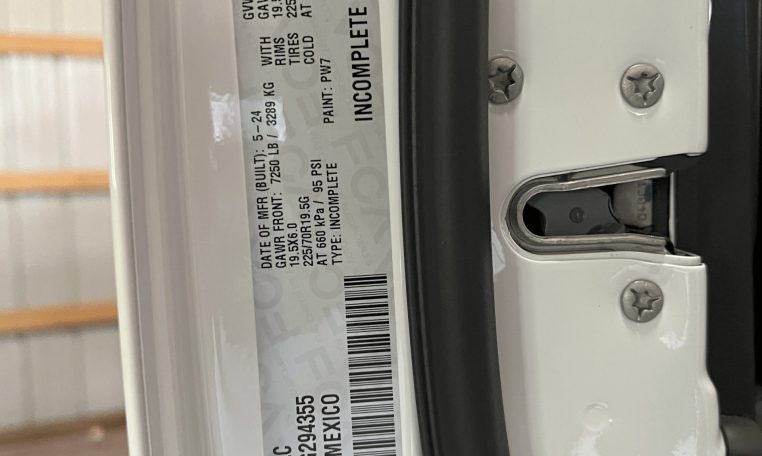 GVW
DATE OF MFR (BUILT): 5-24
GAWR FRONT: 7250 LB / 3289 KG WITH
19.5X6.0 RIMS 19.5
225/70R19.5G TIRES 225
AT 660 kPa / 95 PSI COLD AT
TYPE: INCOMPLETE PAINT: PW7
INCOMPLETE
294355
MEXICO